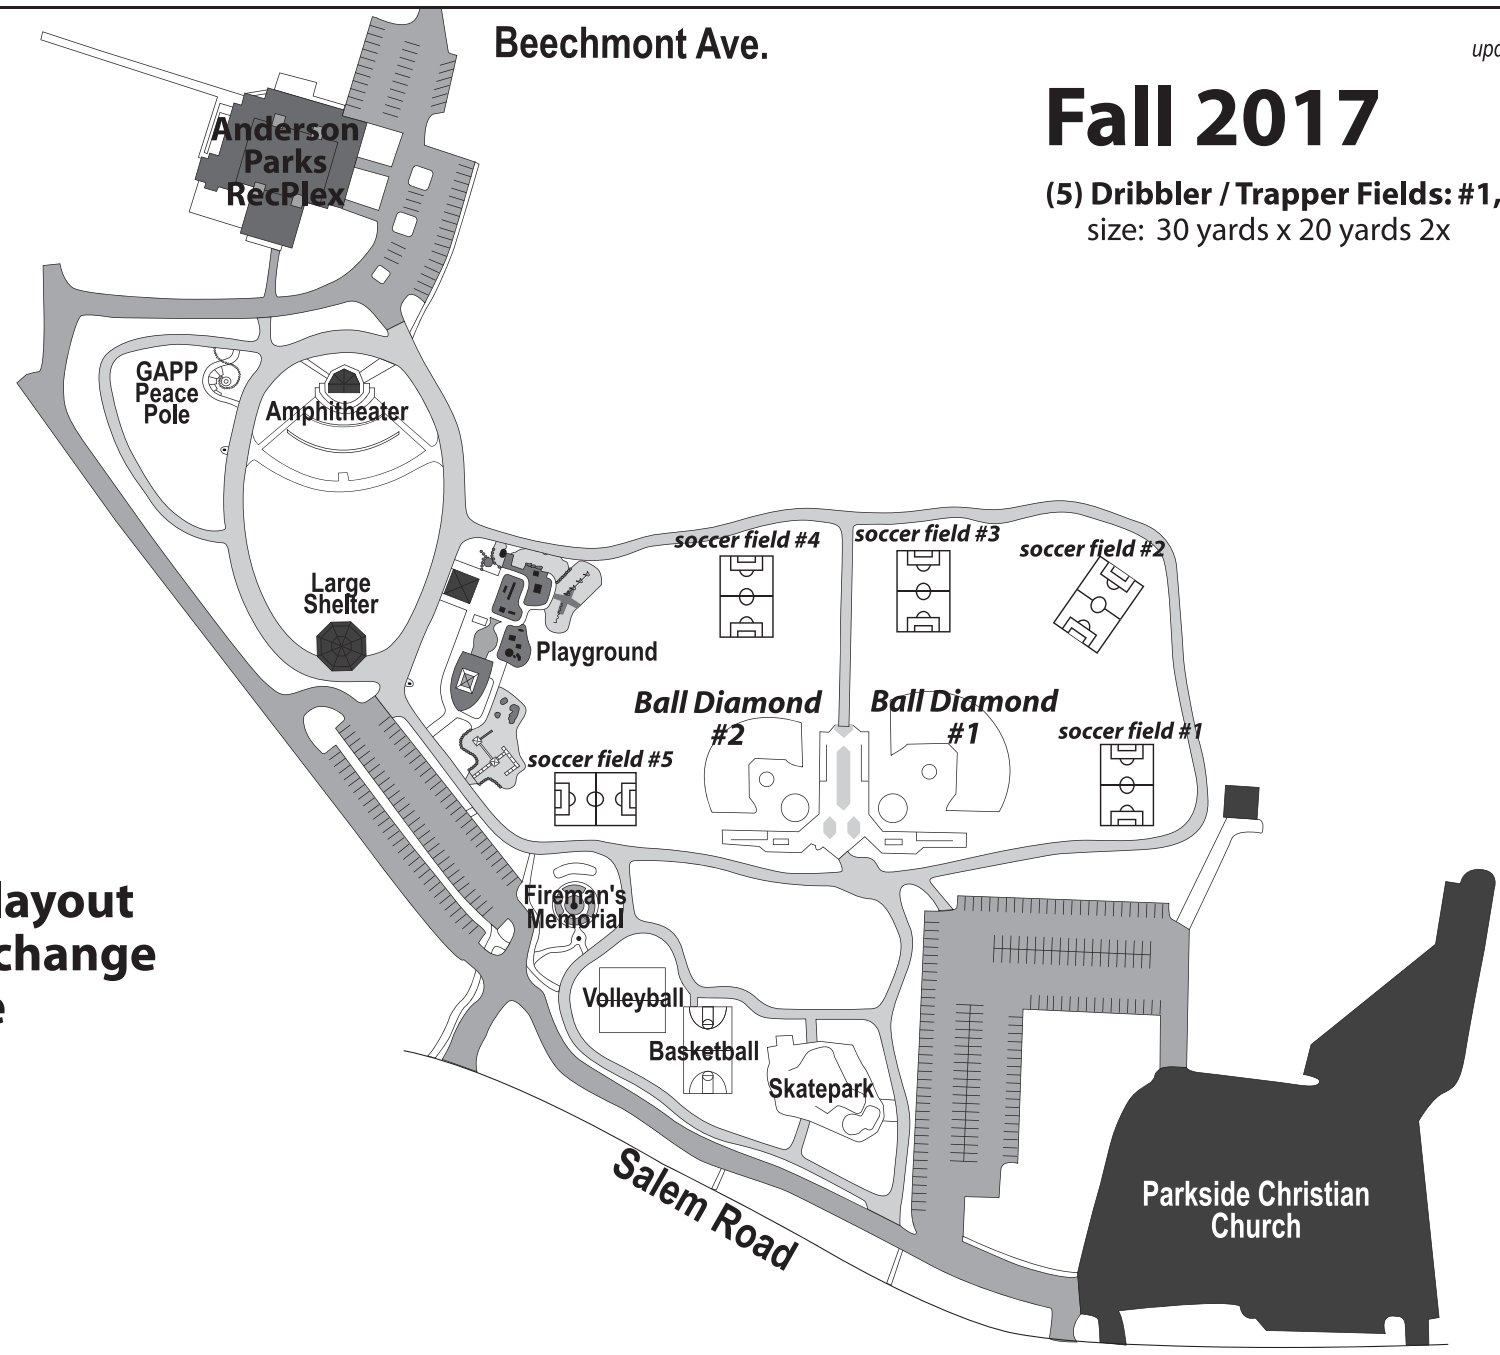 Beechmont Ave.
Fall 2017
(5) Dribbler / Trapper Fields: #1,
size: 30 yards x 20 yards 2x
Anderson
Parks
RecPlex
GAPP
Peace
Pole
Amphitheater
Large
Shelter
soccer field #4
soccer field #3
soccer field #2
Playground
Ball Diamond
#2
Ball Diamond
#1
soccer field #1
soccer field #5
layout
change
Fireman's
Memorial
Volleyball
Basketball
Skatepark
Salem Road
Parkside Christian
Church